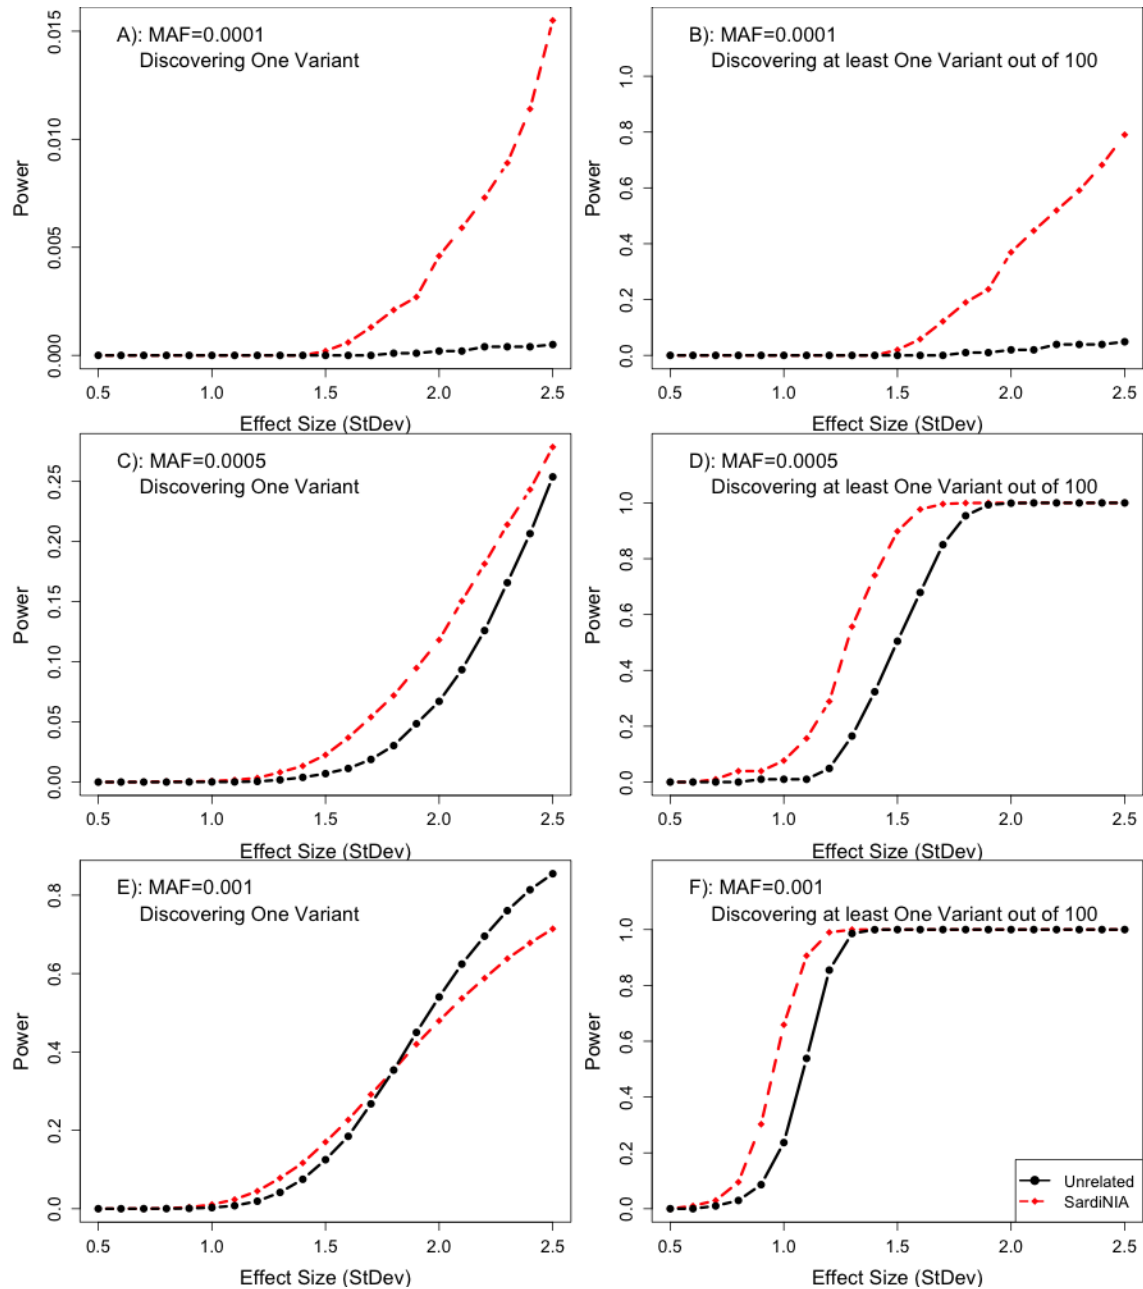 A): MAF=0.0001
Discovering One Variant
Power
0.015
0.010
0.005
0.000
0.5 1.0 1.5 2.0 2.5
Effect Size (StDev)
B): MAF=0.0001
Discovering at least One Variant out of 100
Power
1.0
0.8
0.6
0.4
0.2
0.0
0.5 1.0 1.5 2.0 2.5
Effect Size (StDev)
C): MAF=0.0005
Discovering One Variant
Power
0.25
0.20
0.15
0.10
0.05
0.00
0.5 1.0 1.5 2.0 2.5
Effect Size (StDev)
D): MAF=0.0005
Discovering at least One Variant out of 100
Power
1.0
0.8
0.6
0.4
0.2
0.0
0.5 1.0 1.5 2.0 2.5
Effect Size (StDev)
E): MAF=0.001
Discovering One Variant
Power
0.8
0.6
0.4
0.2
0.0
0.5 1.0 1.5 2.0 2.5
Effect Size (StDev)
F): MAF=0.001
Discovering at least One Variant out of 100
Power
1.0
0.8
0.6
0.4
0.2
0.0
Unrelated
SardiNIA
0.5 1.0 1.5 2.0 2.5
Effect Size (StDev)